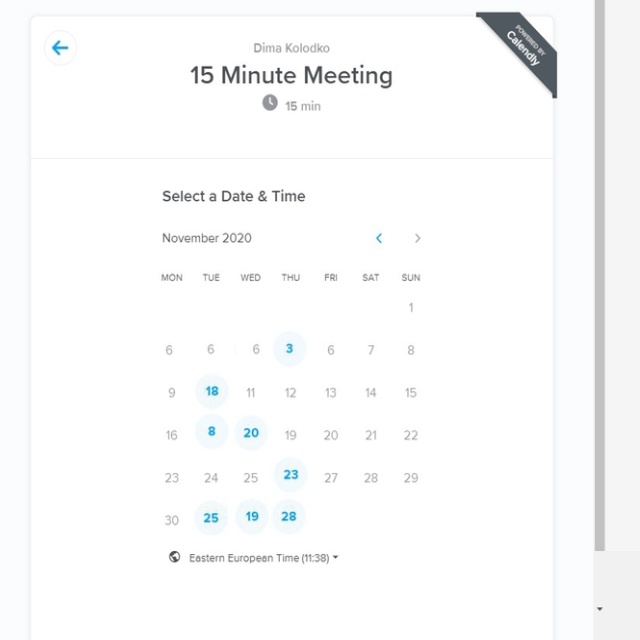 POWERED BY
Calendly
Dima Kolodko
15 Minute Meeting
15 min
Select a Date & Time
November 2020
MON TUE WED THU FRI SAT SUN
1
6 6 6 3 6 7 8
9 18 11 12 13 14 15
16 8 20 19 20 21 22
23 24 25 23 27 28 29
30 25 19 28
Eastern European Time (11:38)